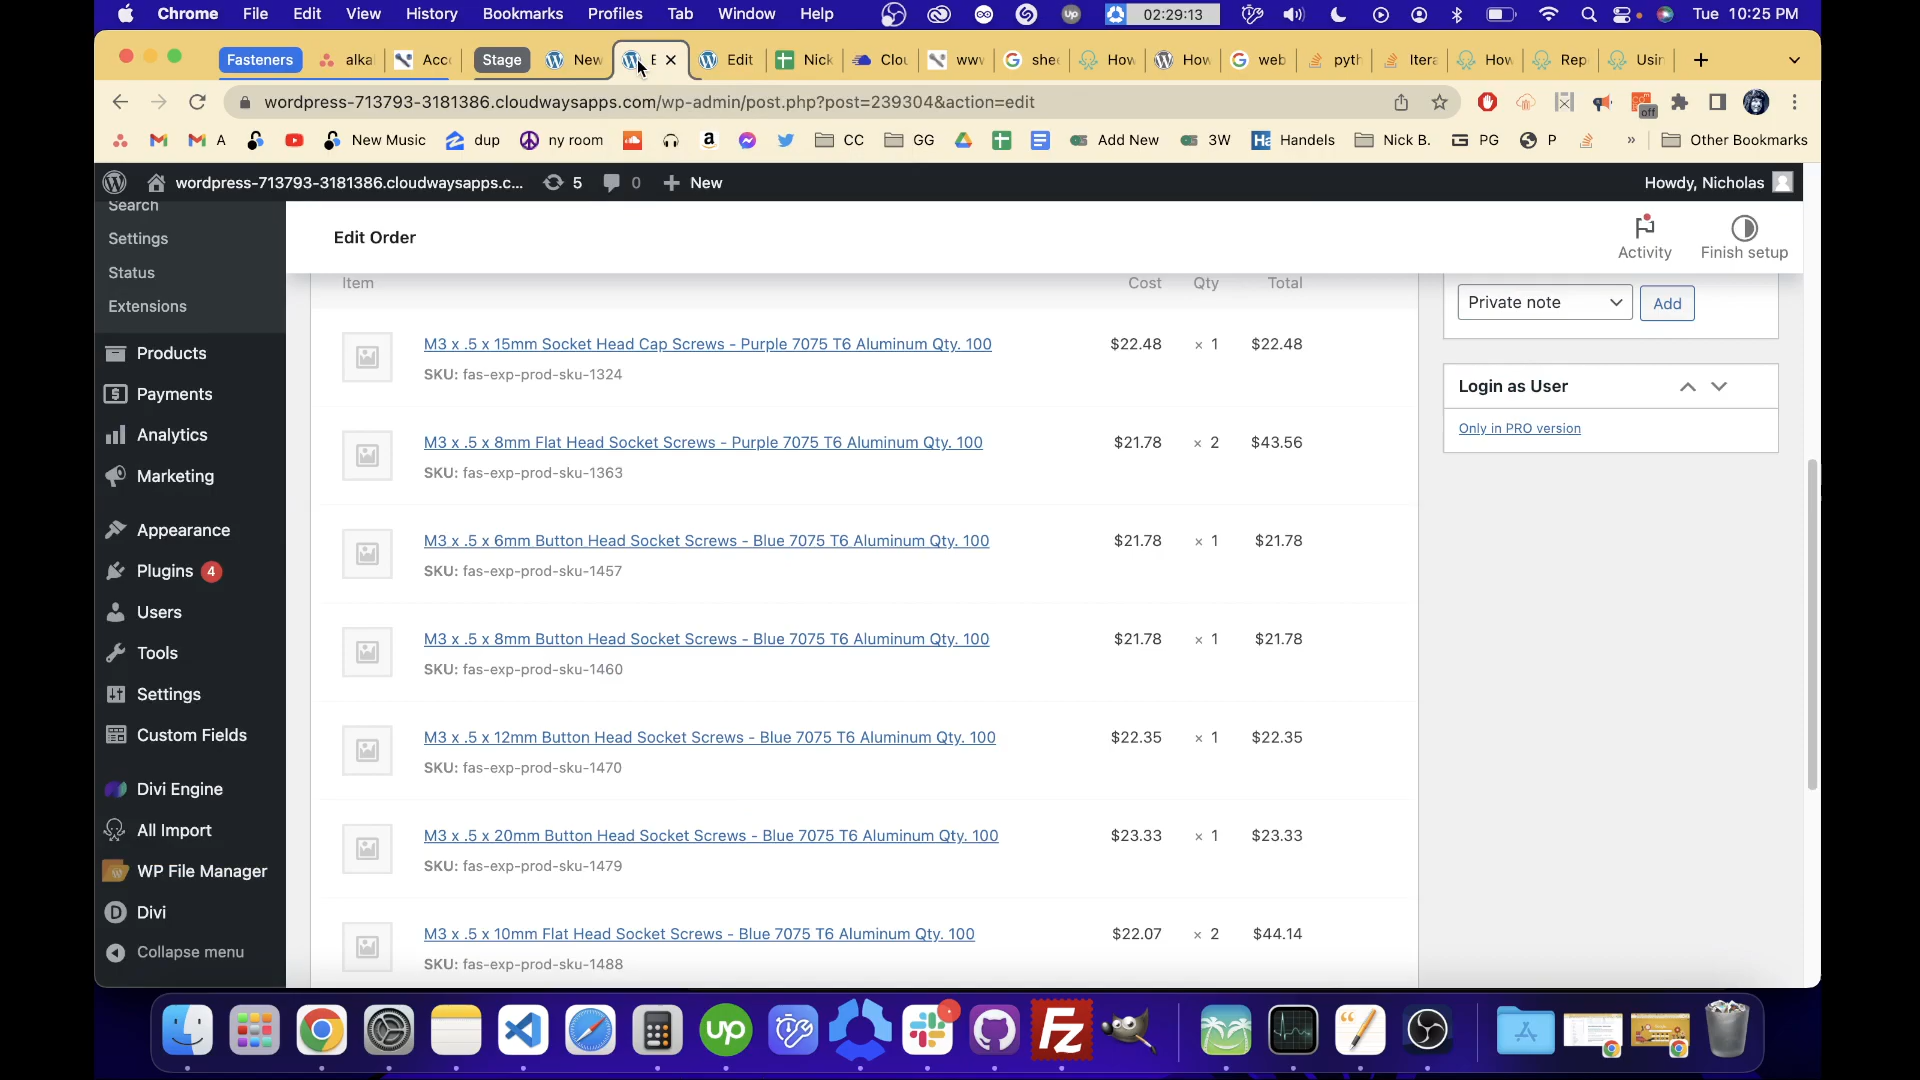 Chrome File Edit View History Bookmarks Profiles Tab Window Help 02:29:13 Tue 10:25 PM
Fasteners alka Acco Stage New E Edit Nick Clou www shee How How web pyth Itera How Rep Usin
wordpress-713793-3181386.cloudwaysapps.com/wp-admin/post.php?post=239304&action=edit
off
A New Music dup ny room CC GG Add New 3W Ha Handels Nick B. PG P » Other Bookmarks
wordpress-713793-3181386.cloudwaysapps.c... 5 0 New Howdy, Nicholas
Search
Settings
Status
Extensions
Products
Payments
Analytics
Marketing
Appearance
Plugins 4
Users
Tools
Settings
Custom Fields
Divi Engine
All Import
WP File Manager
Divi
Collapse menu
Edit Order
Activity
Finish setup
Item Cost Qty Total
M3 x .5 x 15mm Socket Head Cap Screws - Purple 7075 T6 Aluminum Qty. 100 $22.48 × 1 $22.48
SKU: fas-exp-prod-sku-1324
M3 x .5 x 8mm Flat Head Socket Screws - Purple 7075 T6 Aluminum Qty. 100 $21.78 × 2 $43.56
SKU: fas-exp-prod-sku-1363
M3 x .5 x 6mm Button Head Socket Screws - Blue 7075 T6 Aluminum Qty. 100 $21.78 × 1 $21.78
SKU: fas-exp-prod-sku-1457
M3 x .5 x 8mm Button Head Socket Screws - Blue 7075 T6 Aluminum Qty. 100 $21.78 × 1 $21.78
SKU: fas-exp-prod-sku-1460
M3 x .5 x 12mm Button Head Socket Screws - Blue 7075 T6 Aluminum Qty. 100 $22.35 × 1 $22.35
SKU: fas-exp-prod-sku-1470
M3 x .5 x 20mm Button Head Socket Screws - Blue 7075 T6 Aluminum Qty. 100 $23.33 × 1 $23.33
SKU: fas-exp-prod-sku-1479
M3 x .5 x 10mm Flat Head Socket Screws - Blue 7075 T6 Aluminum Qty. 100 $22.07 × 2 $44.14
SKU: fas-exp-prod-sku-1488
Private note
Add
Login as User
Only in PRO version
up
Fz